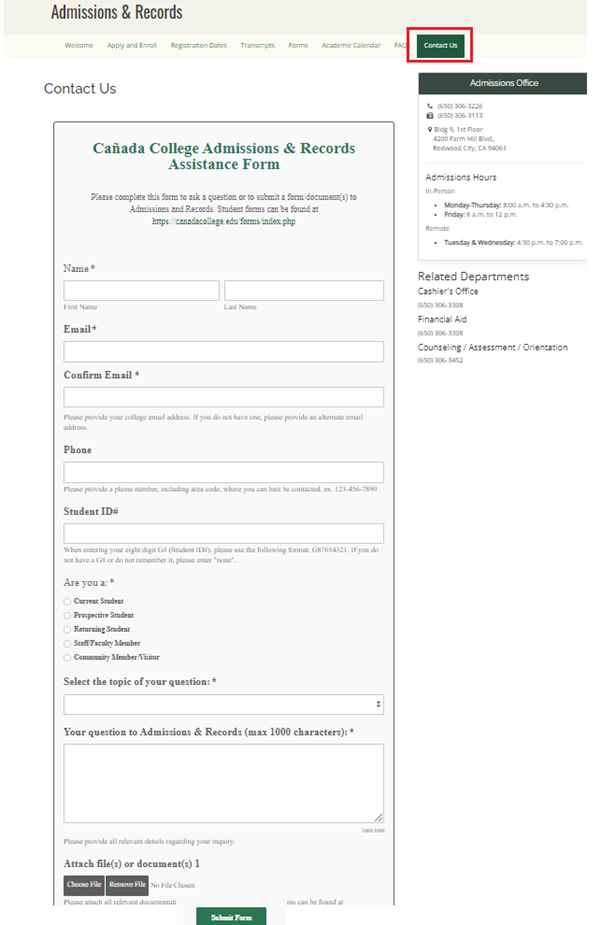 Admissions & Records
Welcome Apply and Enroll Registration Dates Transcripts Forms Academic Calendar FAQ Contact Us
Contact Us
Cañada College Admissions & Records
Assistance Form
Please complete this form to ask a question or to submit a form/document(s) to
Admissions and Records. Student forms can be found at
https://canadacollege.edu/forms/index.php
Name *
First Name Last Name
Email *
Confirm Email *
Please provide your college email address. If you do not have one, please provide an alternate email
address.
Phone
Please provide a phone number, including area code, where you can best be contacted. ex. 123-456-7890
Student ID#
When entering your eight digit G# (Student ID#), please use the following format: G87654321. If you do
not have a G# or do not remember it, please enter "none".
Are you a: *
Current Student
Prospective Student
Returning Student
Staff/Faculty Member
Community Member/Visitor
Select the topic of your question: *
Your question to Admissions & Records (max 1000 characters): *
1000/1000
Please provide all relevant details regarding your inquiry.
Attach file(s) or document(s) 1
Choose File Remove File No File Chosen
Please attach all relevant documentati ms can be found at
Submit Form
Admissions Office
(650) 306-3226
(650) 306-3113
Bldg 9, 1st Floor
4200 Farm Hill Blvd.,
Redwood City, CA 94061
Admissions Hours
In-Person
Monday-Thursday: 8:00 a.m. to 4:30 p.m.
Friday: 8 a.m. to 12 p.m.
Remote
Tuesday & Wednesday: 4:30 p.m. to 7:00 p.m.
Related Departments
Cashier's Office
(650) 306-3308
Financial Aid
(650) 306-3308
Counseling / Assessment / Orientation
(650) 306-3452